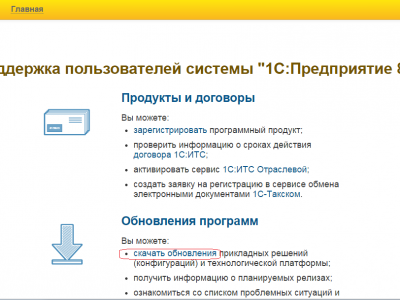 Главная
ддержка пользователей системы "1С:Предприятие 8
Продукты и договоры
Вы можете:
зарегистрировать программный продукт;
проверить информацию о сроках действия
договора 1С:ИТС;
активировать сервис 1С:ИТС Отраслевой;
создать заявку на регистрацию в сервисе обмена
электронными документами 1С-Такском.
Обновления программ
Вы можете:
скачать обновления прикладных решений
(конфигураций) и технологической платформы;
получить информацию о планируемых релизах;
ознакомиться со списком проблемных ситуаций и